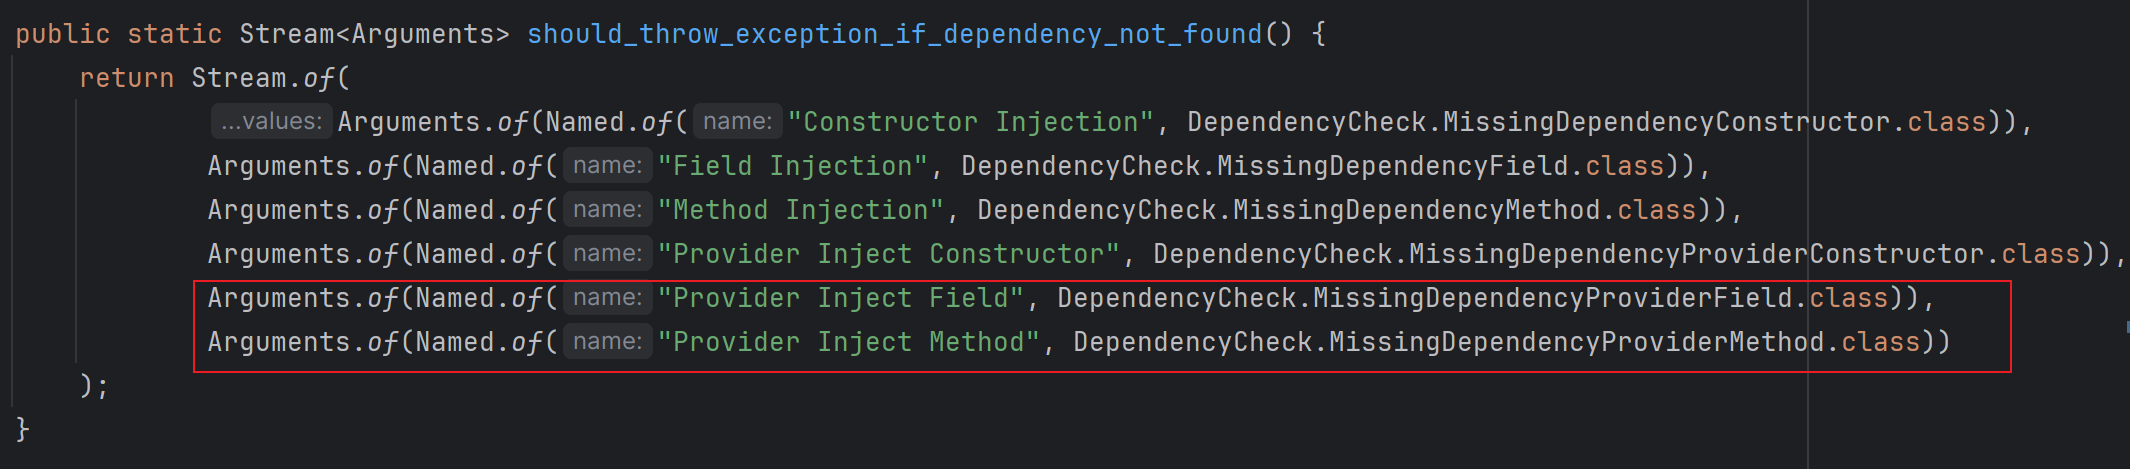 public static Stream<Arguments> should_throw_exception_if_dependency_not_found() {
return Stream.of(
...values: Arguments.of(Named.of( name: "Constructor Injection", DependencyCheck.MissingDependencyConstructor.class)),
Arguments.of(Named.of( name: "Field Injection", DependencyCheck.MissingDependencyField.class)),
Arguments.of(Named.of( name: "Method Injection", DependencyCheck.MissingDependencyMethod.class)),
Arguments.of(Named.of( name: "Provider Inject Constructor", DependencyCheck.MissingDependencyProviderConstructor.class)),
Arguments.of(Named.of( name: "Provider Inject Field", DependencyCheck.MissingDependencyProviderField.class)),
Arguments.of(Named.of( name: "Provider Inject Method", DependencyCheck.MissingDependencyProviderMethod.class))
);
}